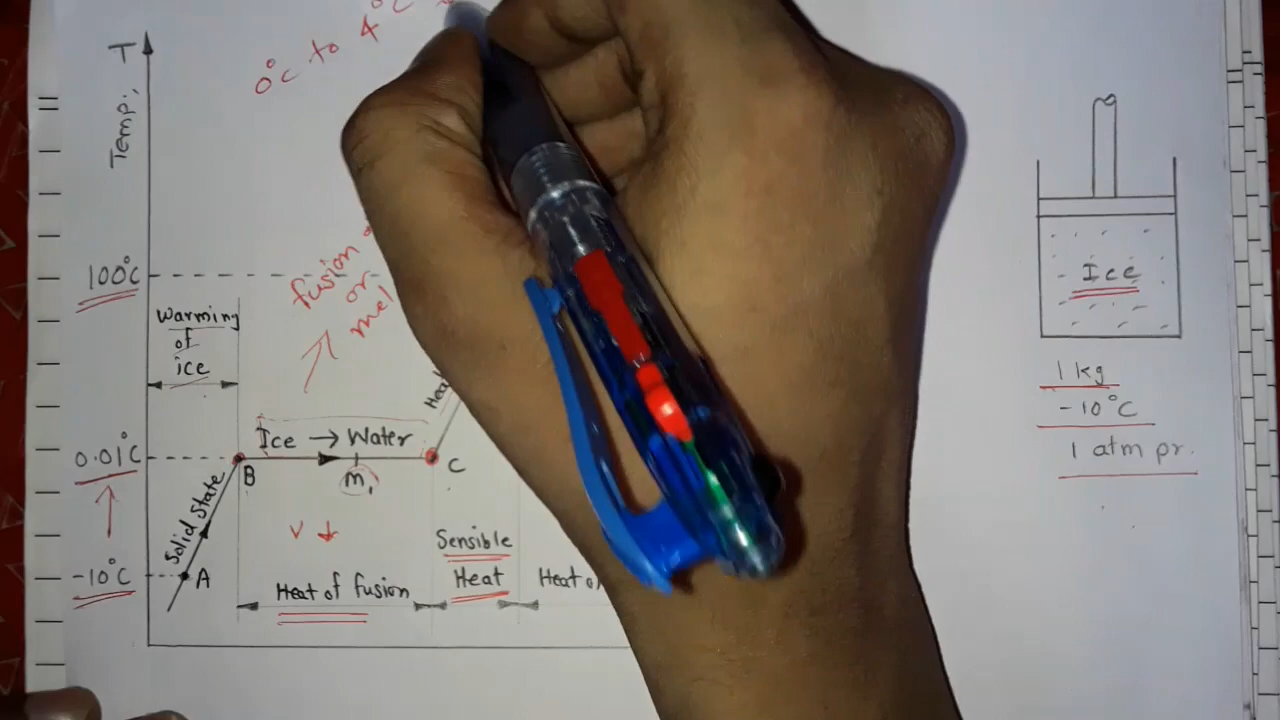 0°c to 4°c
T
Temp.,
100°C
fusion
or
Warming
of
ice
Ice → Water
0.01°C
B
m1
C
Solid State
V ↓
Sensible
Heat
-10°C
A
Heat of fusion
Ice
1 kg
-10°C
1 atm pr.